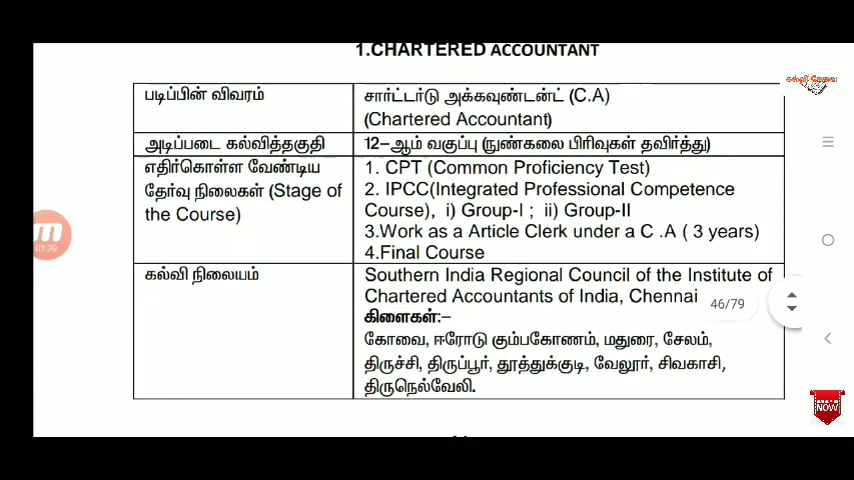 1.CHARTERED ACCOUNTANT
கல்வி சேவை
படிப்பின் விவரம்
சார்ட்டர்டு அக்கவுண்டன்ட் (C.A)
(Chartered Accountant)
அடிப்படை கல்வித்தகுதி
12–ஆம் வகுப்பு (நுண்கலை பிரிவுகள் தவிர்த்து)
எதிர்கொள்ள வேண்டிய
தேர்வு நிலைகள் (Stage of
the Course)
1. CPT (Common Proficiency Test)
2. IPCC(Integrated Professional Competence
Course), i) Group-I ; ii) Group-II
3.Work as a Article Clerk under a C .A ( 3 years)
4.Final Course
கல்வி நிலையம்
Southern India Regional Council of the Institute of
Chartered Accountants of India, Chennai
கிளைகள்:–
கோவை, ஈரோடு கும்பகோணம், மதுரை, சேலம்,
திருச்சி, திருப்பூர், தூத்துக்குடி, வேலூர், சிவகாசி,
திருநெல்வேலி.
46/79
01:09
NOW